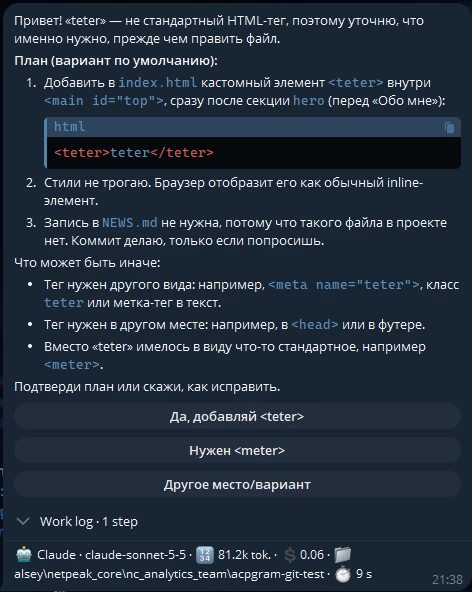 Привет! «teter» — не стандартный HTML-тег, поэтому уточню, что
именно нужно, прежде чем править файл.
План (вариант по умолчанию):
1. Добавить в index.html кастомный элемент <teter> внутри
<main id="top">, сразу после секции hero (перед «Обо мне»):
html
<teter>teter</teter>
2. Стили не трогаю. Браузер отобразит его как обычный inline-
элемент.
3. Запись в NEWS.md не нужна, потому что такого файла в проекте
нет. Коммит делаю, только если попросишь.
Что может быть иначе:
• Тег нужен другого вида: например, <meta name="teter">, класс
teter или метка-тег в тексте.
• Тег нужен в другом месте: например, в <head> или в футере.
• Вместо «teter» имелось в виду что-то стандартное, например
<meter>.
Подтверди план или скажи, как исправить.
Да, добавляй <teter>
Нужен <meter>
Другое место/вариант
Work log · 1 step
🤖 Claude · claude-sonnet-5-5 · 🔢 81.2k tok. · 💲 0.06 · 📁
alsey\netpeak_core\nc_analytics_team\acpgram-git-test · ⏱ 9 s
21:38